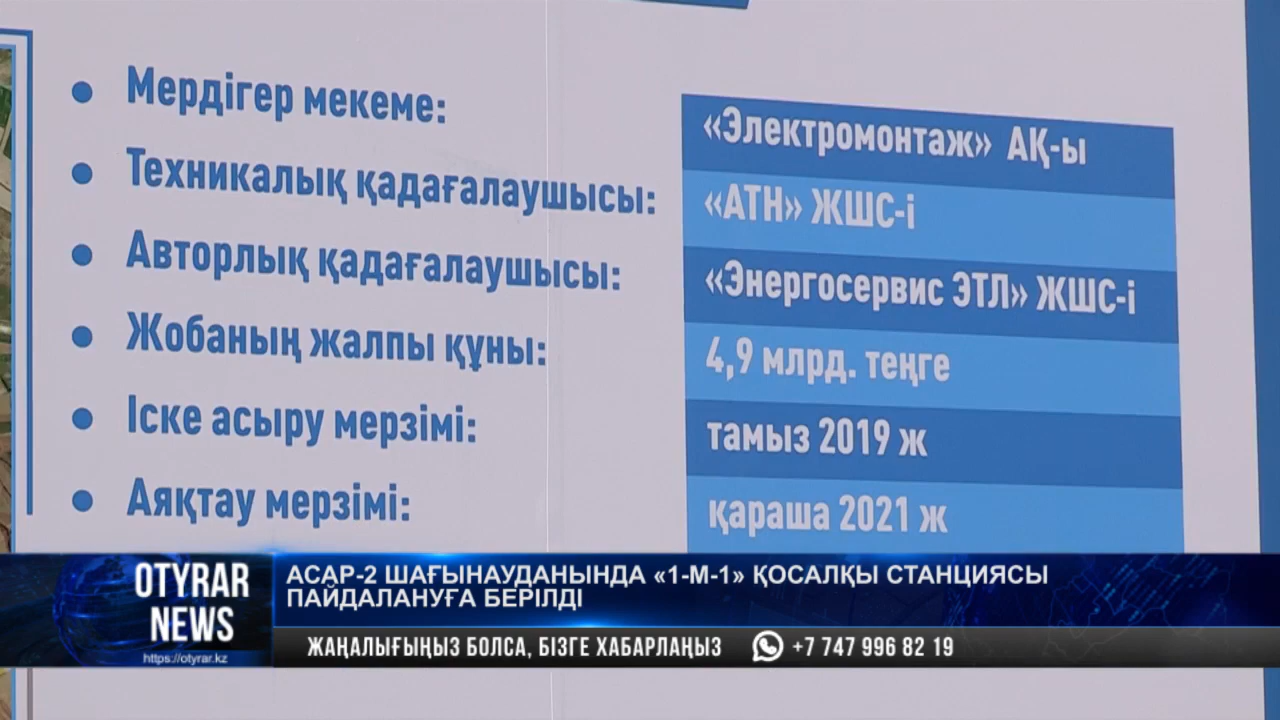 Мердігер мекеме:
«Электромонтаж» АҚ-ы
Техникалық қадағалаушысы:
«АТН» ЖШС-і
Авторлық қадағалаушысы:
«Энергосервис ЭТЛ» ЖШС-і
Жобаның жалпы құны:
4,9 млрд. теңге
Іске асыру мерзімі:
тамыз 2019 ж
Аяқтау мерзімі:
қараша 2021 ж
OTYRAR
NEWS
https://otyrar.kz
АСАР-2 ШАҒЫНАУДАНЫНДА «1-М-1» ҚОСАЛҚЫ СТАНЦИЯСЫ
ПАЙДАЛАНУҒА БЕРІЛДІ
ЖАҢАЛЫҒЫҢЫЗ БОЛСА, БІЗГЕ ХАБАРЛАҢЫЗ +7 747 996 82 19